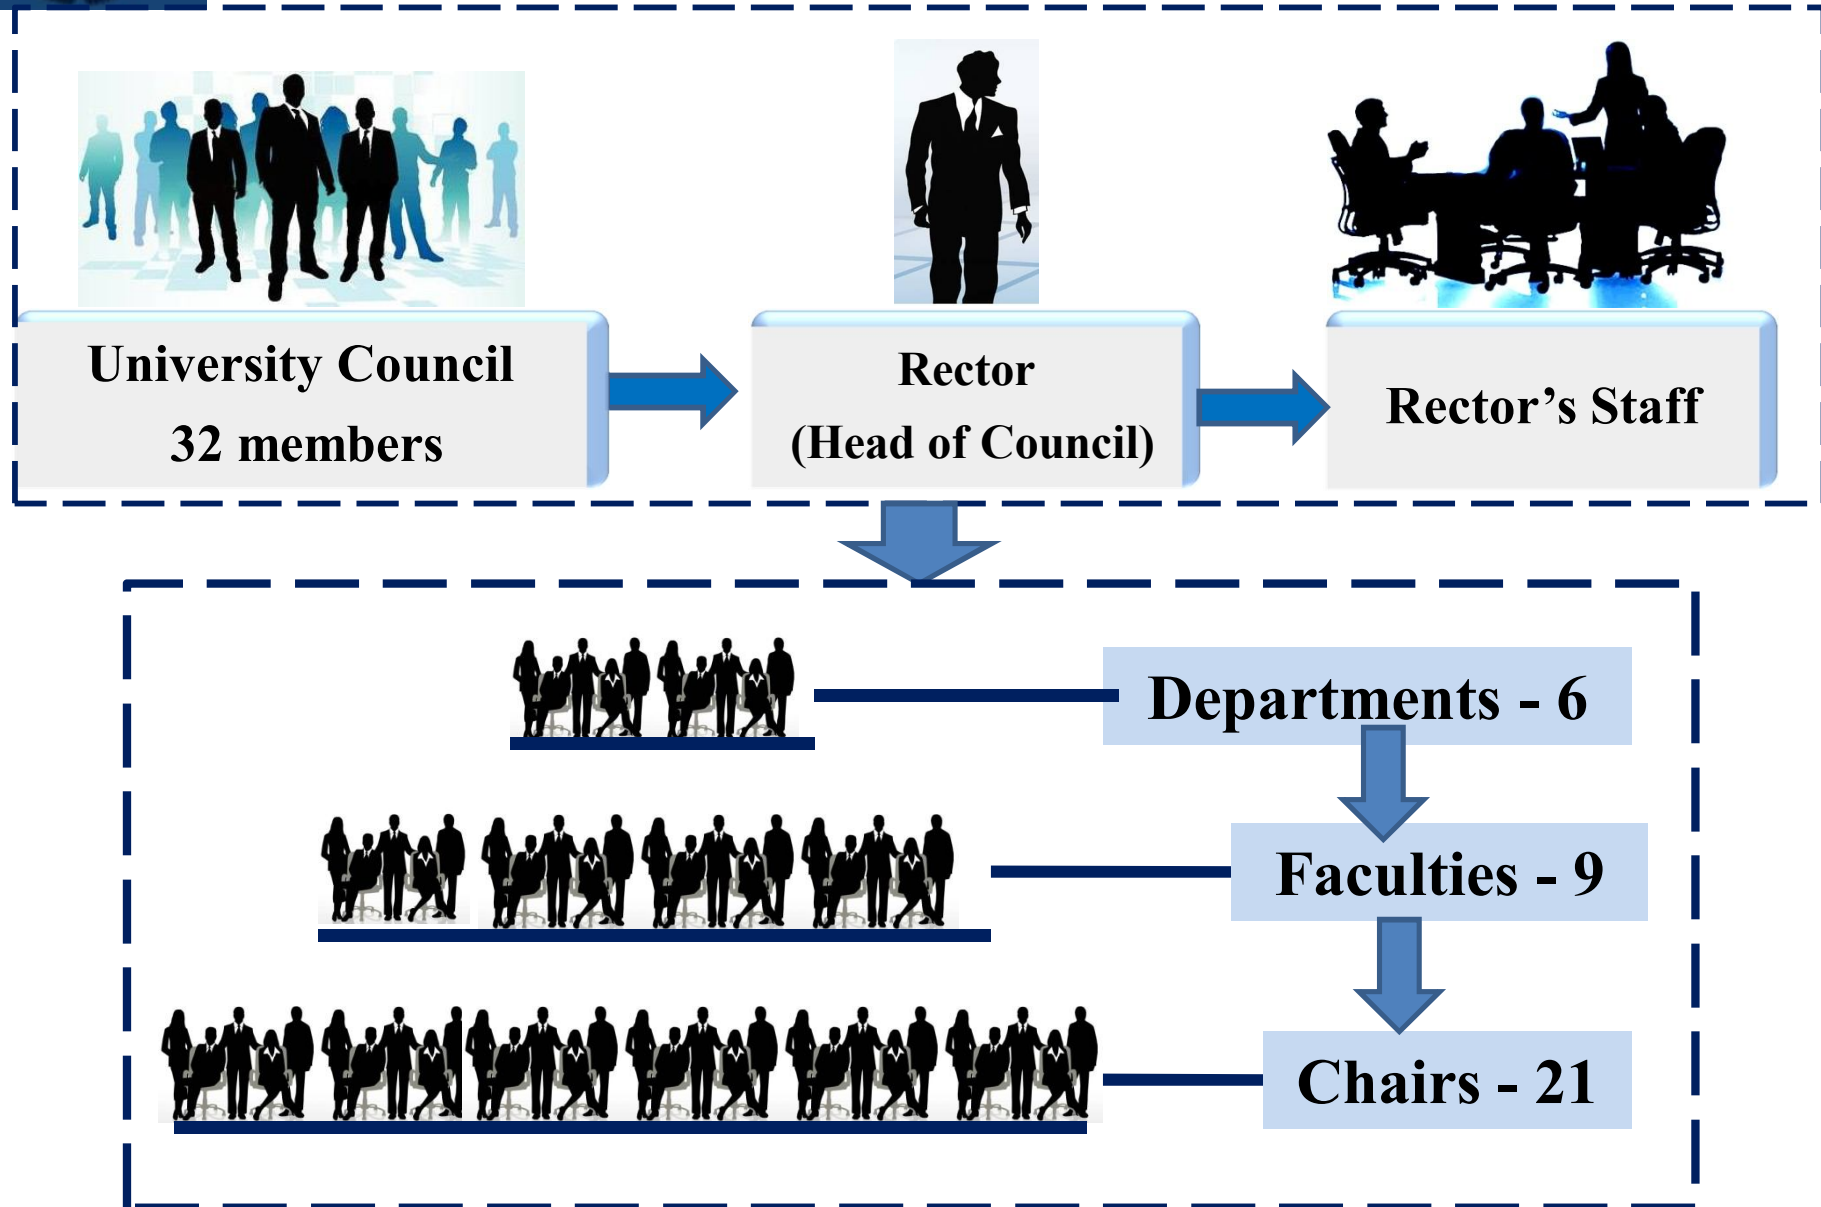 University Council
32 members
Rector
(Head of Council)
Rector’s Staff
Departments - 6
Faculties - 9
Chairs - 21